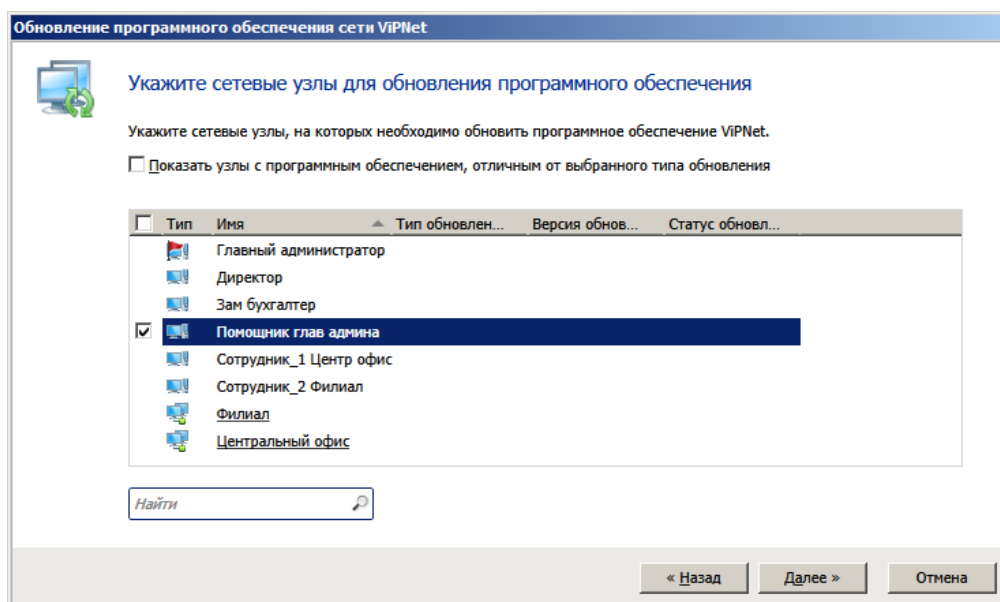 Обновление программного обеспечения сети ViPNet
Укажите сетевые узлы для обновления программного обеспечения
Укажите сетевые узлы, на которых необходимо обновить программное обеспечение ViPNet.
Показать узлы с программным обеспечением, отличным от выбранного типа обновления
Тип Имя Тип обновлен... Версия обнов... Статус обновл...
Главный администратор
Директор
Зам бухгалтер
Помощник глав админа
Сотрудник_1 Центр офис
Сотрудник_2 Филиал
Филиал
Центральный офис
Найти
« Назад Далее » Отмена